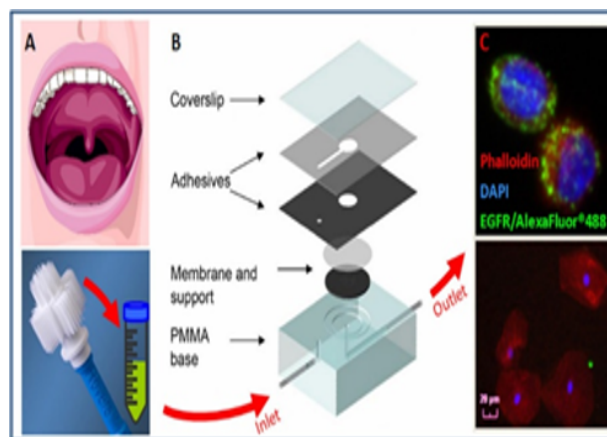 A
B
C
Coverslip
Adhesives
Membrane and
support
PMMA
base
Inlet
Outlet
Phalloidin
DAPI
EGFR/AlexaFluor®488
20 µm